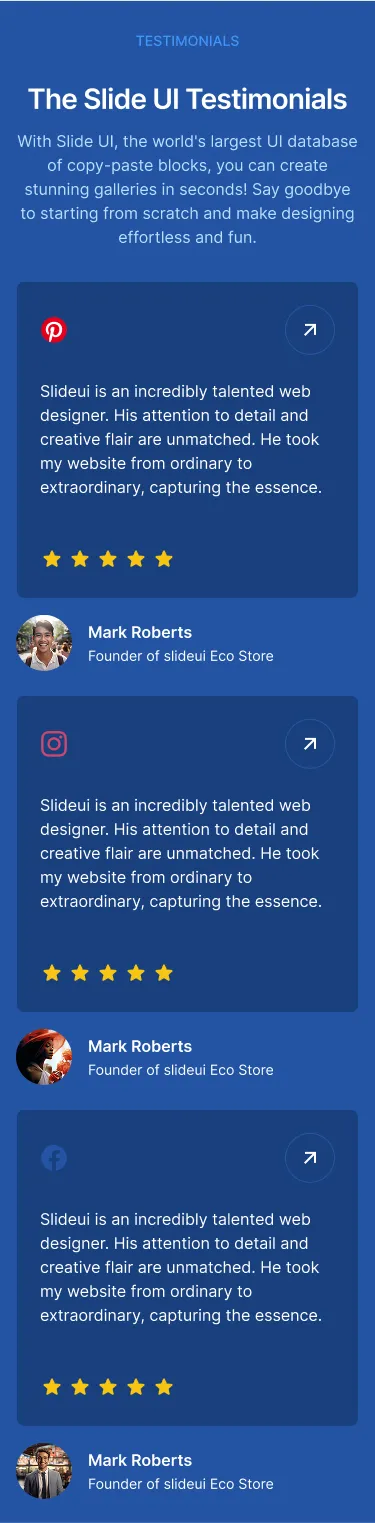 TESTIMONIALS
The Slide UI Testimonials
With Slide UI, the world's largest UI database
of copy-paste blocks, you can create
stunning galleries in seconds! Say goodbye
to starting from scratch and make designing
effortless and fun.
Slideui is an incredibly talented web
designer. His attention to detail and
creative flair are unmatched. He took
my website from ordinary to
extraordinary, capturing the essence.
Mark Roberts
Founder of slideui Eco Store
Slideui is an incredibly talented web
designer. His attention to detail and
creative flair are unmatched. He took
my website from ordinary to
extraordinary, capturing the essence.
Mark Roberts
Founder of slideui Eco Store
Slideui is an incredibly talented web
designer. His attention to detail and
creative flair are unmatched. He took
my website from ordinary to
extraordinary, capturing the essence.
Mark Roberts
Founder of slideui Eco Store